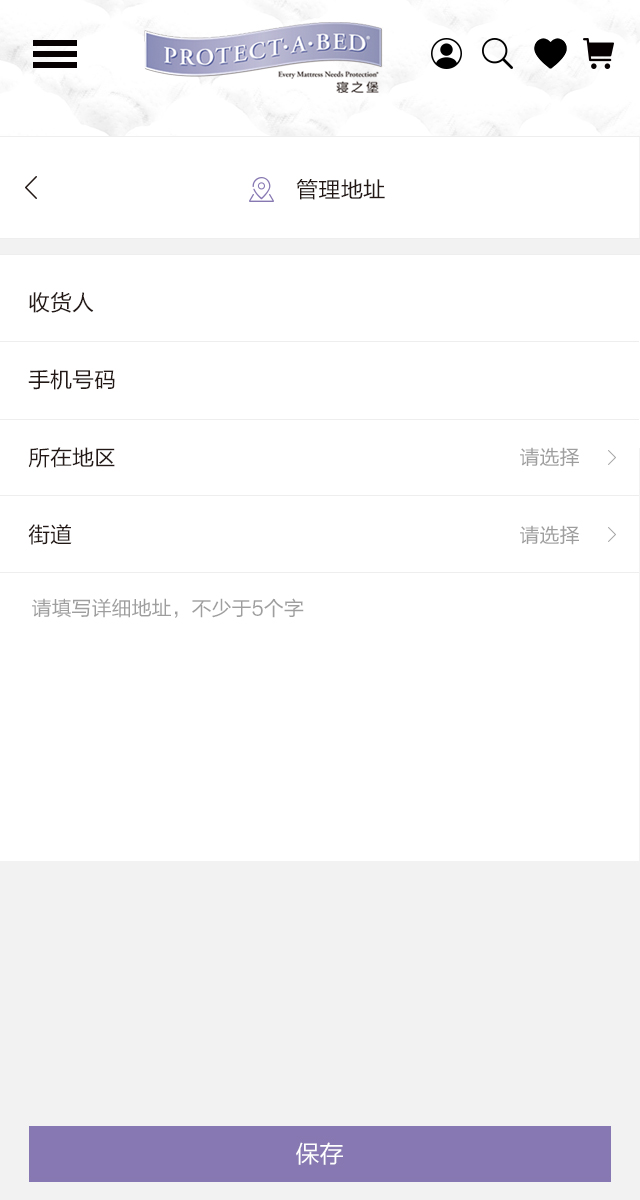 PROTECT·A·BED®
Every Mattress Needs Protection®
寝之堡
管理地址
收货人
手机号码
所在地区 请选择
街道 请选择
请填写详细地址，不少于5个字
保存